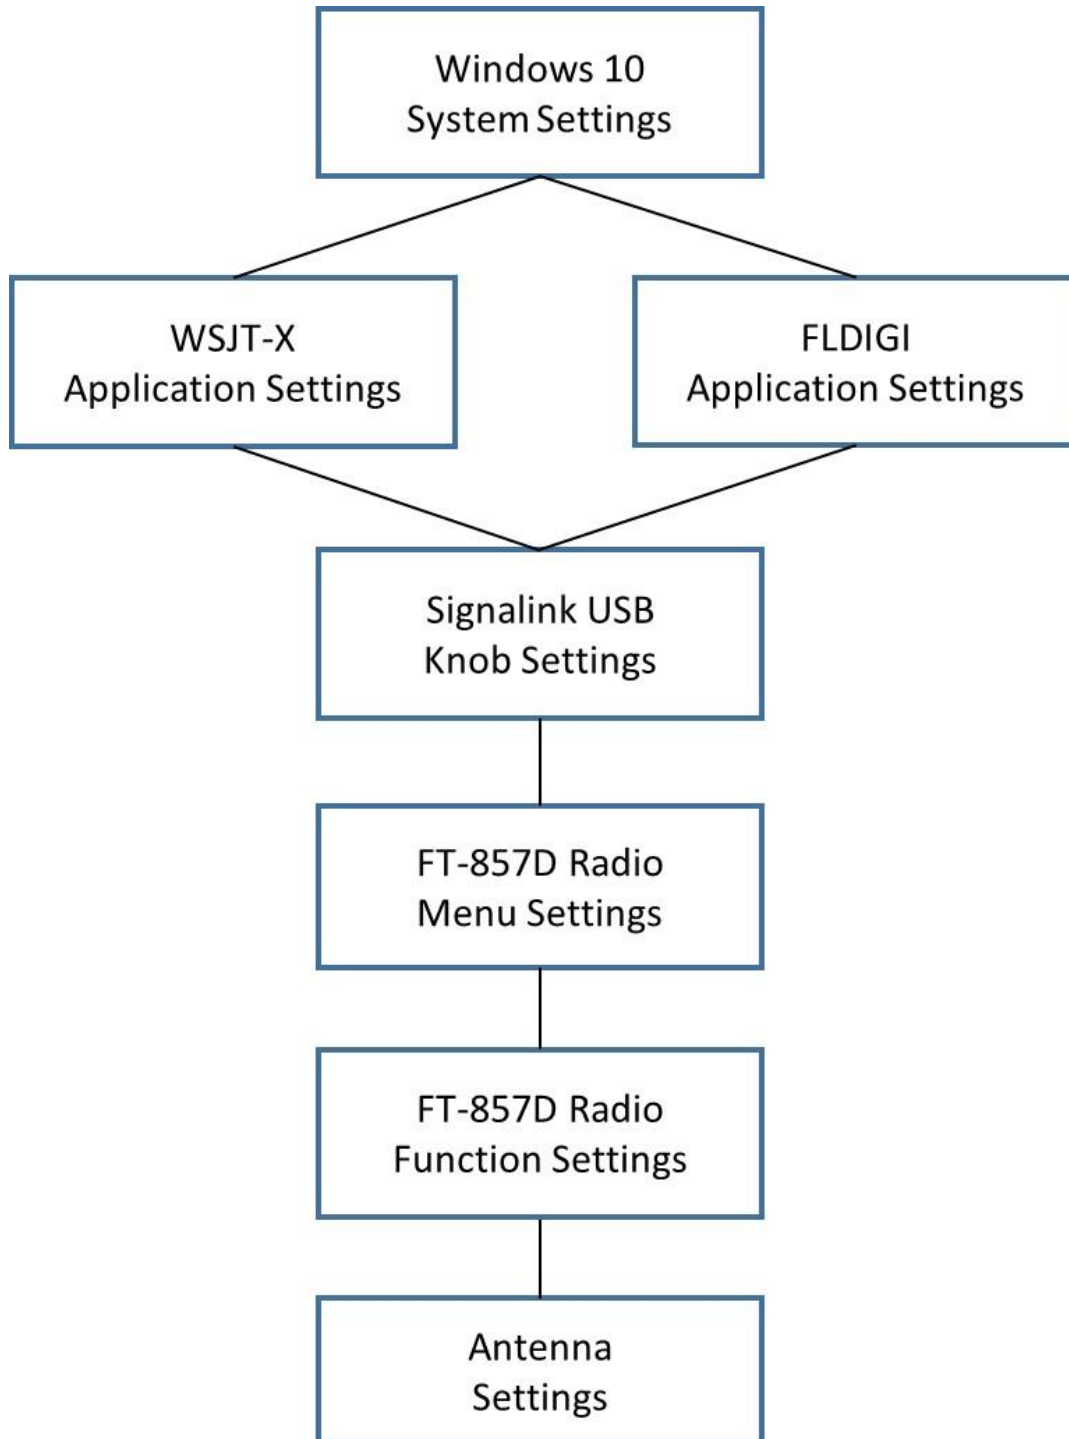 Windows 10
System Settings
WSJT-X
Application Settings
FLDIGI
Application Settings
Signalink USB
Knob Settings
FT-857D Radio
Menu Settings
FT-857D Radio
Function Settings
Antenna
Settings